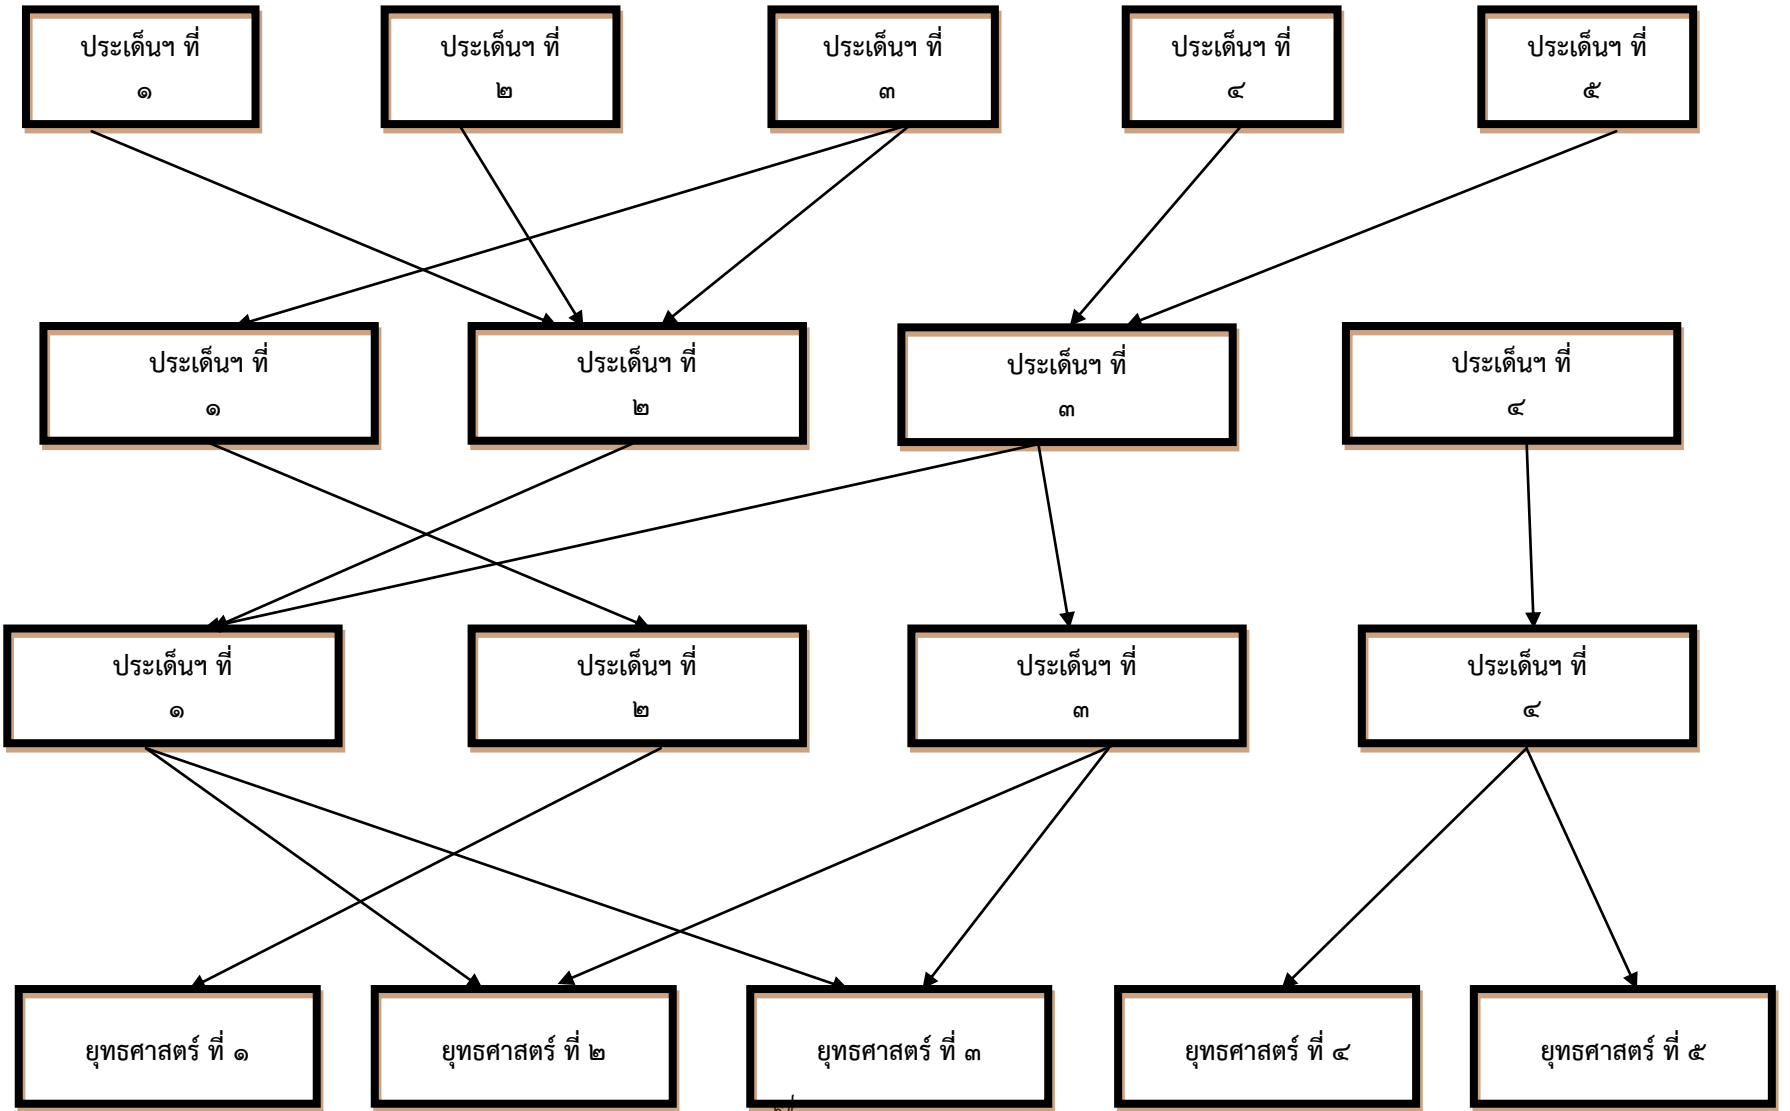 ประเด็นฯ ที่
๑
ประเด็นฯ ที่
๒
ประเด็นฯ ที่
๓
ประเด็นฯ ที่
๔
ประเด็นฯ ที่
๕
ประเด็นฯ ที่
๑
ประเด็นฯ ที่
๒
ประเด็นฯ ที่
๓
ประเด็นฯ ที่
๔
ประเด็นฯ ที่
๑
ประเด็นฯ ที่
๒
ประเด็นฯ ที่
๓
ประเด็นฯ ที่
๔
ยุทธศาสตร์ ที่ ๑
ยุทธศาสตร์ ที่ ๒
ยุทธศาสตร์ ที่ ๓
ยุทธศาสตร์ ที่ ๔
ยุทธศาสตร์ ที่ ๕